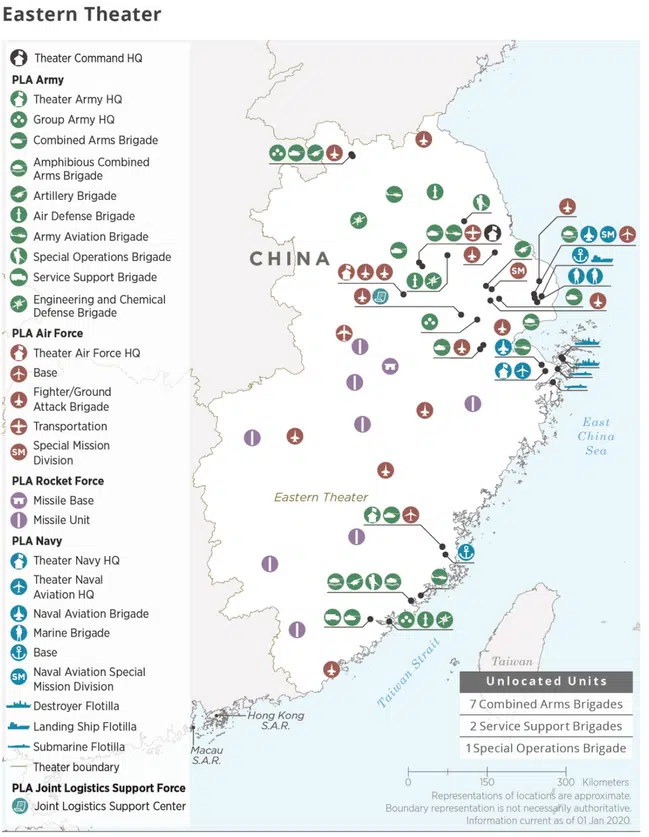 Eastern Theater
Theater Command HQ
PLA Army
Theater Army HQ
Group Army HQ
Combined Arms Brigade
Amphibious Combined
Arms Brigade
Artillery Brigade
Air Defense Brigade
Army Aviation Brigade
Special Operations Brigade
Service Support Brigade
Engineering and Chemical
Defense Brigade
PLA Air Force
Theater Air Force HQ
Base
Fighter/Ground
Attack Brigade
Transportation
SM
Special Mission
Division
PLA Rocket Force
Missile Base
Missile Unit
PLA Navy
Theater Navy HQ
Theater Naval
Aviation HQ
Naval Aviation Brigade
Marine Brigade
Base
SM
Naval Aviation Special
Mission Division
Destroyer Flotilla
Landing Ship Flotilla
Submarine Flotilla
Theater boundary
PLA Joint Logistics Support Force
Joint Logistics Support Center
CHINA
SM
SM
East
China
Sea
Eastern Theater
Taiwan Strait
Taiwan
Hong Kong
S.A.R.
Macau
S.A.R.
Unlocated Units
7 Combined Arms Brigades
2 Service Support Brigades
1 Special Operations Brigade
0 150 300 Kilometers
Representations of locations are approximate.
Boundary representation is not necessarily authoritative.
Information current as of 01 Jan 2020.